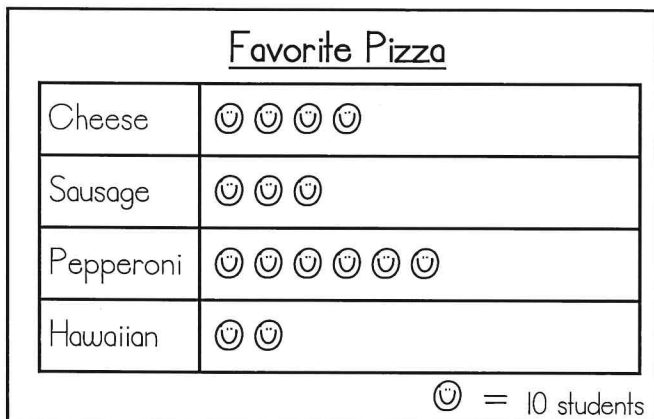 Favorite Pizza
Cheese
Sausage
Pepperoni
Hawaiian
= 10 students